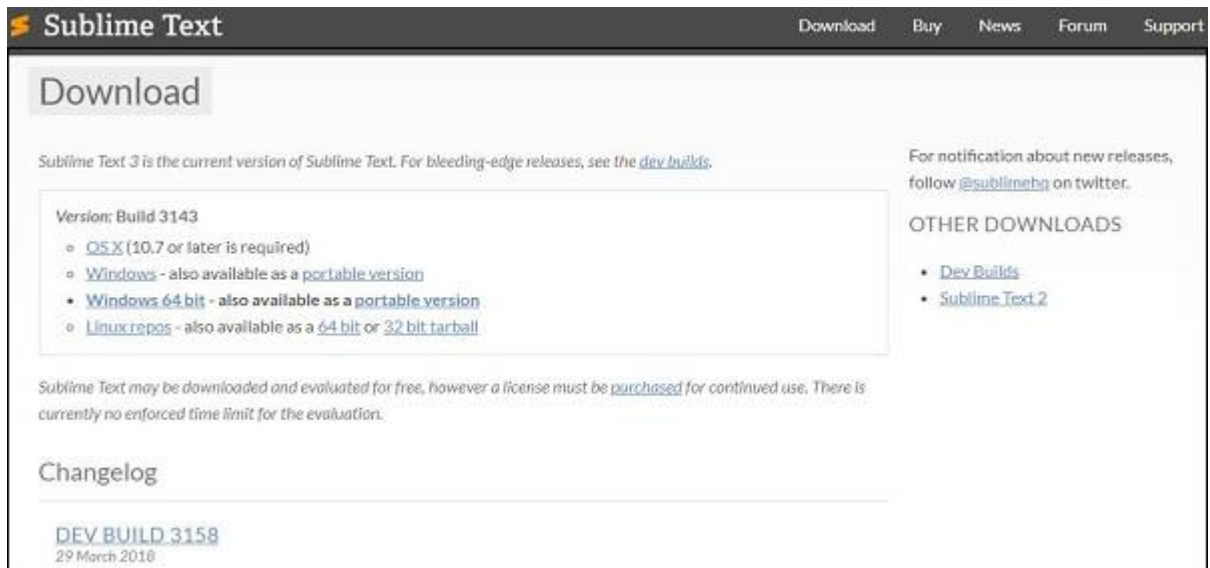 Sublime Text
Download Buy News Forum Support
Download
Sublime Text 3 is the current version of Sublime Text. For bleeding-edge releases, see the dev builds.
Version: Build 3143
OS X (10.7 or later is required)
Windows - also available as a portable version
Windows 64 bit - also available as a portable version
Linux repos - also available as a 64 bit or 32 bit tarball
Sublime Text may be downloaded and evaluated for free, however a license must be purchased for continued use. There is
currently no enforced time limit for the evaluation.
Changelog
DEV BUILD 3158
29 March 2018
For notification about new releases,
follow @sublimehq on twitter.
OTHER DOWNLOADS
Dev Builds
Sublime Text 2